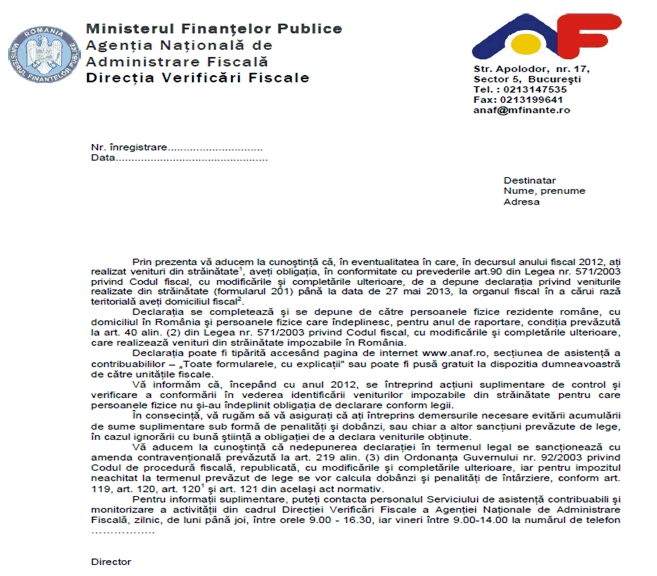 ROMANIA
MINISTERUL FINANŢELOR PUBLICE
Ministerul Finanţelor Publice
Agenţia Naţională de
Administrare Fiscală
Direcţia Verificări Fiscale
Str. Apolodor, nr. 17,
Sector 5, Bucureşti
Tel. : 0213147535
Fax: 0213199641
anaf@mfinante.ro
Nr. înregistrare..............................
Data................................................
Destinatar
Nume, prenume
Adresa
Prin prezenta vă aducem la cunoştinţă că, în eventualitatea în care, în decursul anului fiscal 2012, aţi
realizat venituri din străinătate¹, aveţi obligaţia, în conformitate cu prevederile art.90 din Legea nr. 571/2003
privind Codul fiscal, cu modificările şi completările ulterioare, de a depune declaraţia privind veniturile
realizate din străinătate (formularul 201) până la data de 27 mai 2013, la organul fiscal în a cărui rază
teritorială aveţi domiciliul fiscal².
Declaraţia se completează şi se depune de către persoanele fizice rezidente române, cu
domiciliul în România şi persoanele fizice care îndeplinesc, pentru anul de raportare, condiţia prevăzută
la art. 40 alin. (2) din Legea nr. 571/2003 privind Codul fiscal, cu modificările şi completările ulterioare,
care realizează venituri din străinătate impozabile în România.
Declaraţia poate fi tipărită accesând pagina de internet www.anaf.ro, secţiunea de asistenţă a
contribuabililor – „Toate formularele, cu explicaţii” sau poate fi pusă gratuit la dispoziţia dumneavoastră
de către unităţile fiscale.
Vă informăm că, începând cu anul 2012, se întreprind acţiuni suplimentare de control şi
verificare a conformării în vederea identificării veniturilor impozabile din străinătate pentru care
persoanele fizice nu şi-au îndeplinit obligaţia de declarare conform legii.
În consecinţă, vă rugăm să vă asiguraţi că aţi întreprins demersurile necesare evitării acumulării
de sume suplimentare sub formă de penalităţi şi dobânzi, sau chiar a altor sancţiuni prevăzute de lege,
în cazul ignorării cu bună ştiinţă a obligaţiei de a declara veniturile obţinute.
Vă aducem la cunoştinţă că nedepunerea declaraţiei în termenul legal se sancţionează cu
amenda contravenţională prevăzută la art. 219 alin. (3) din Ordonanţa Guvernului nr. 92/2003 privind
Codul de procedură fiscală, republicată, cu modificările şi completările ulterioare, iar pentru impozitul
neachitat la termenul prevăzut de lege se vor calcula dobânzi şi penalităţi de întârziere, conform art.
119, art. 120, art. 120¹ şi art. 121 din acelaşi act normativ.
Pentru informaţii suplimentare, puteţi contacta personalul Serviciului de asistenţă contribuabili şi
monitorizare a activităţii din cadrul Direcţiei Verificări Fiscale a Agenţiei Naţionale de Administrare
Fiscală, zilnic, de luni până joi, între orele 9.00 - 16.30, iar vineri între 9.00-14.00 la numărul de telefon
……………..
Director